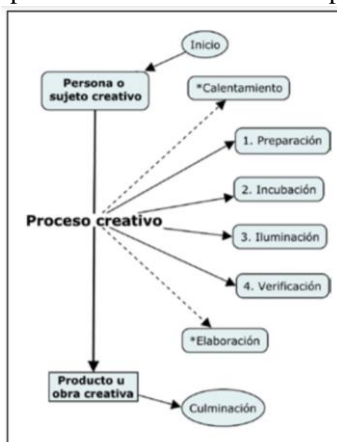 Inicio
Persona o
sujeto creativo
*Calentamiento
1. Preparación
2. Incubación
Proceso creativo
3. Iluminación
4. Verificación
*Elaboración
Producto u
obra creativa
Culminación